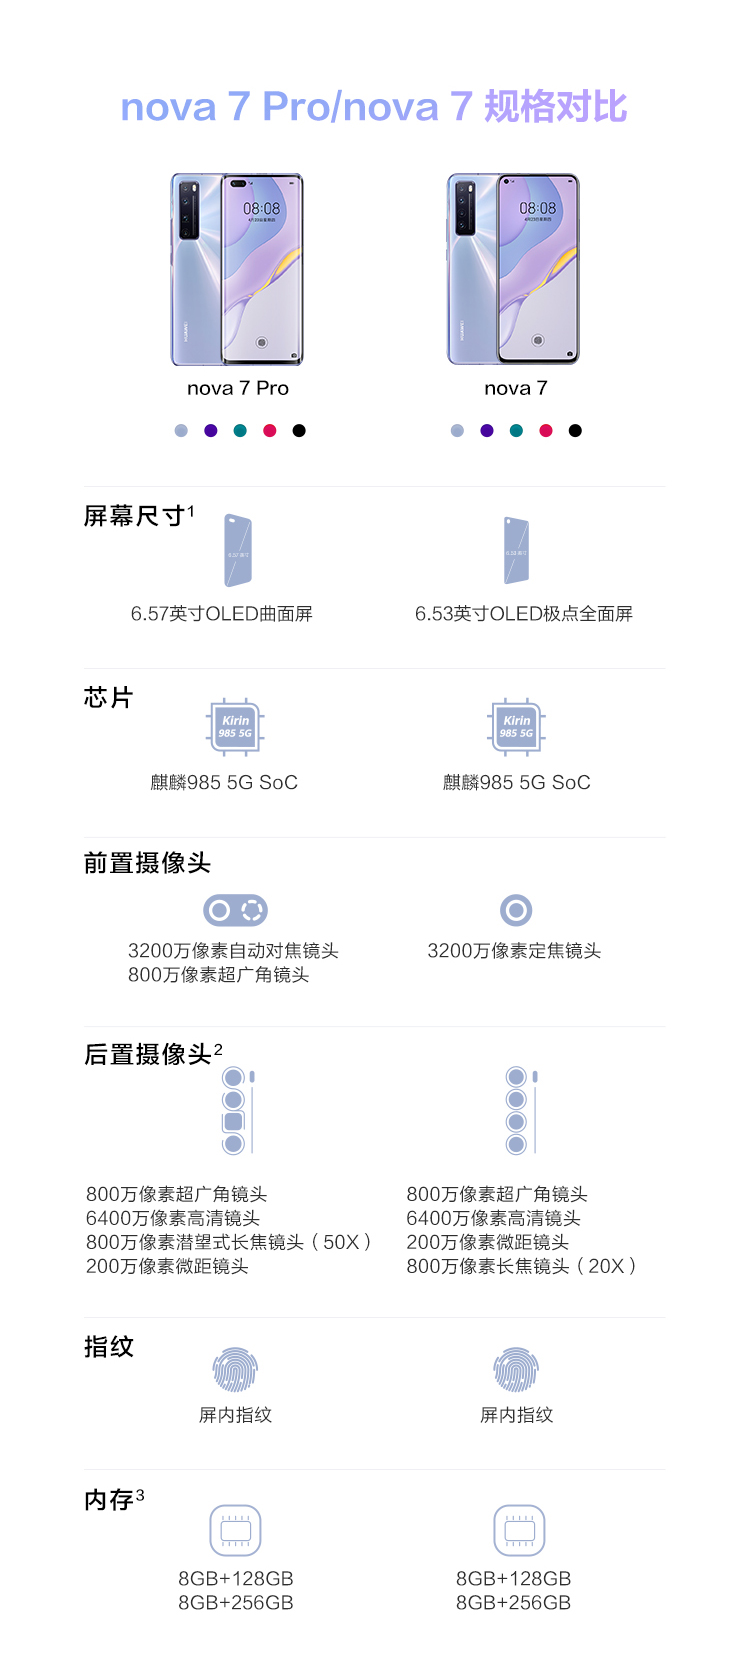 nova 7 Pro/nova 7 规格对比
08:08
08:08
HUAWEI
HUAWEI
nova 7 Pro
nova 7
屏幕尺寸1
6.57英寸OLED曲面屏
6.53英寸OLED极点全面屏
芯片
Kirin
985 5G
Kirin
985 5G
麒麟985 5G SoC
麒麟985 5G SoC
前置摄像头
3200万像素自动对焦镜头
800万像素超广角镜头
3200万像素定焦镜头
后置摄像头2
800万像素超广角镜头
6400万像素高清镜头
800万像素潜望式长焦镜头（50X）
200万像素微距镜头
800万像素超广角镜头
6400万像素高清镜头
200万像素微距镜头
800万像素长焦镜头（20X）
指纹
屏内指纹
屏内指纹
内存3
8GB+128GB
8GB+256GB
8GB+128GB
8GB+256GB